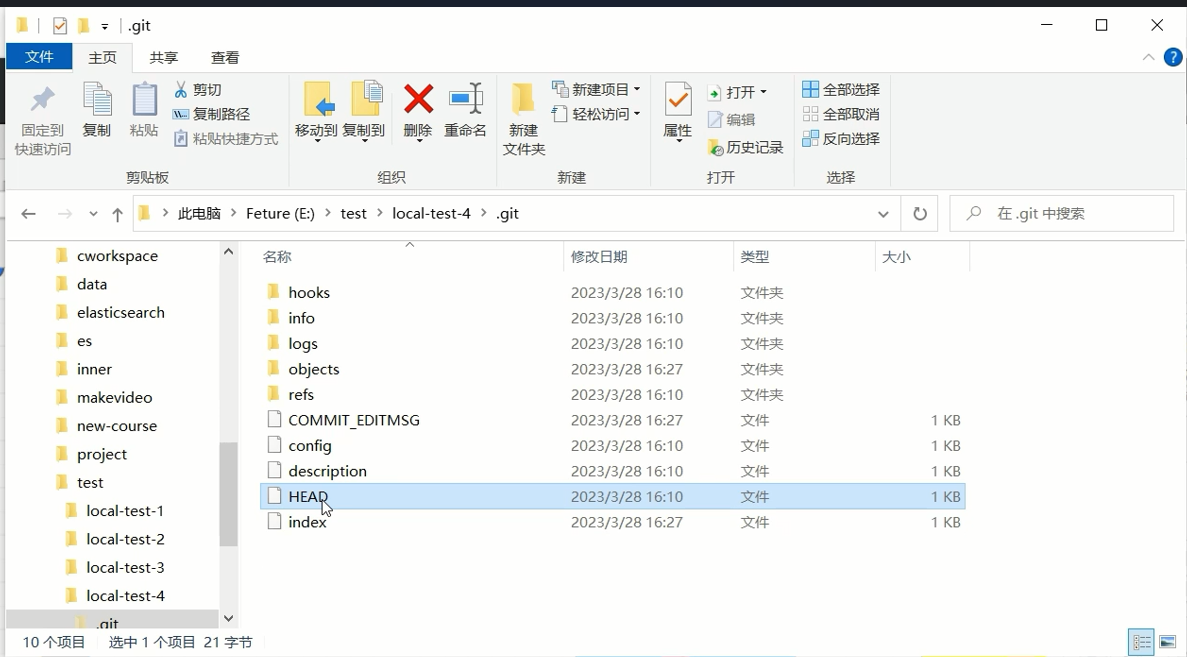 .git
文件 主页 共享 查看
固定到快速访问
复制
粘贴
剪切
复制路径
粘贴快捷方式
剪贴板
移动到
复制到
删除
重命名
组织
新建文件夹
新建项目
轻松访问
新建
属性
打开
编辑
历史记录
打开
全部选择
全部取消
反向选择
选择
此电脑 > Feture (E:) > test > local-test-4 > .git
在 .git 中搜索
cworkspace
data
elasticsearch
es
inner
makevideo
new-course
project
test
local-test-1
local-test-2
local-test-3
local-test-4
.git
名称 修改日期 类型 大小
hooks 2023/3/28 16:10 文件夹
info 2023/3/28 16:10 文件夹
logs 2023/3/28 16:10 文件夹
objects 2023/3/28 16:27 文件夹
refs 2023/3/28 16:10 文件夹
COMMIT_EDITMSG 2023/3/28 16:27 文件 1 KB
config 2023/3/28 16:10 文件 1 KB
description 2023/3/28 16:10 文件 1 KB
HEAD 2023/3/28 16:10 文件 1 KB
index 2023/3/28 16:27 文件 1 KB
10 个项目 选中 1 个项目 21 字节